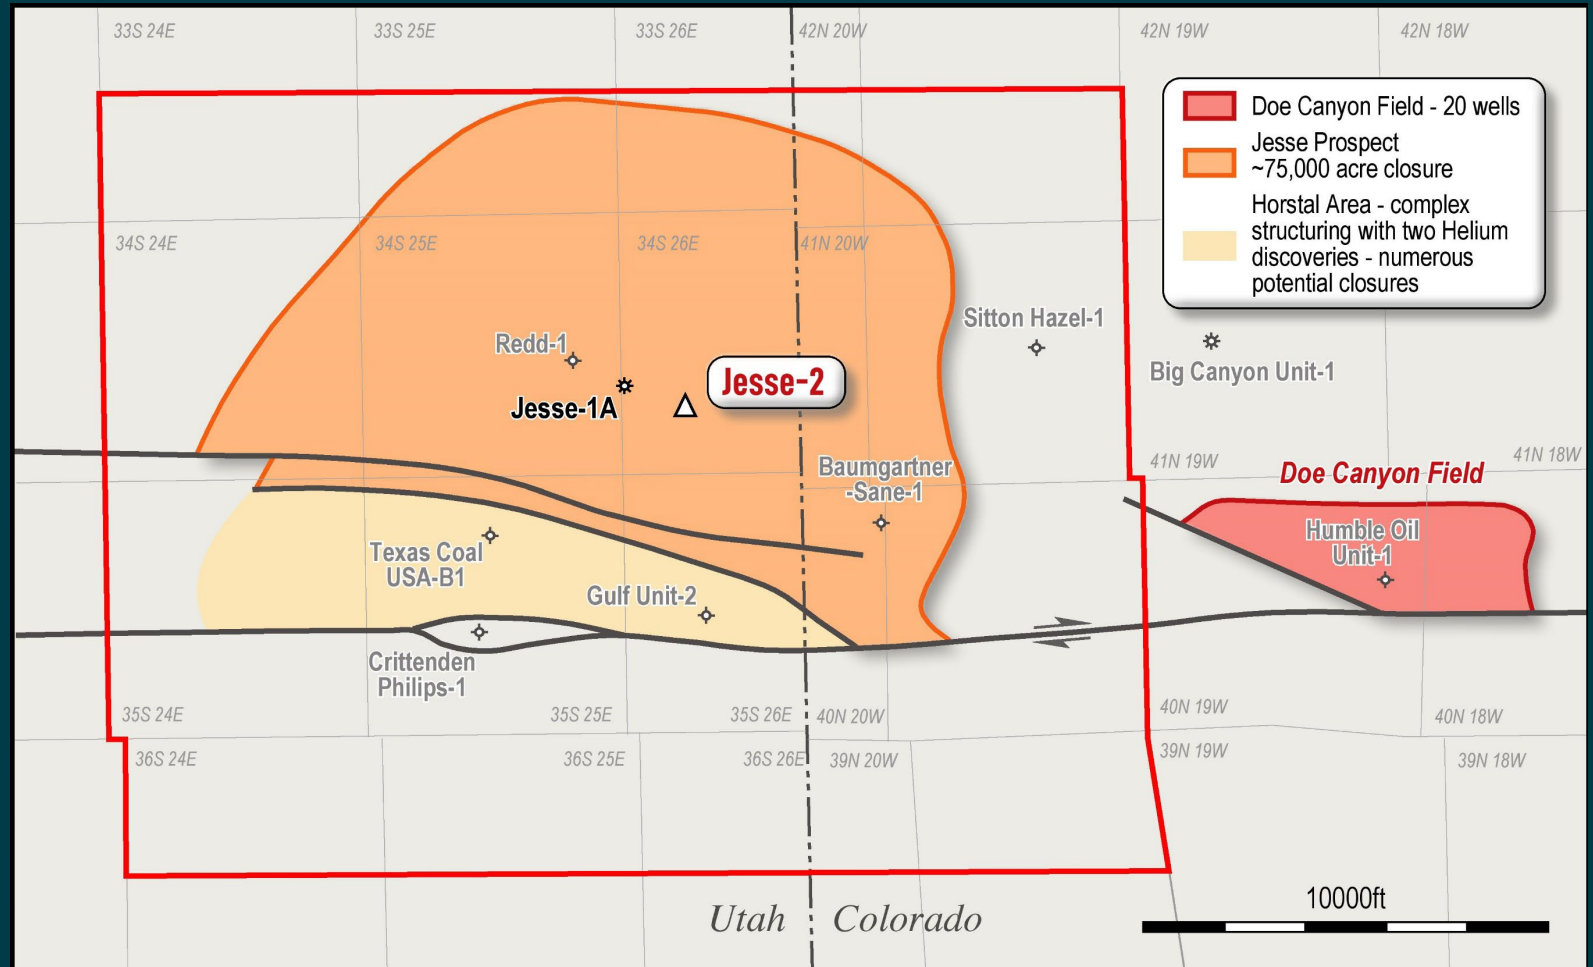 33S 24E
33S 25E
33S 26E
42N 20W
42N 19W
42N 18W
Doe Canyon Field - 20 wells
Jesse Prospect
~75,000 acre closure
Horstal Area - complex
structuring with two Helium
discoveries - numerous
potential closures
34S 24E
34S 25E
34S 26E
41N 20W
Sitton Hazel-1
Redd-1
Big Canyon Unit-1
Jesse-2
Jesse-1A
41N 19W
41N 18W
Baumgartner
-Sane-1
Doe Canyon Field
Humble Oil
Unit-1
Texas Coal
USA-B1
Gulf Unit-2
Crittenden
Philips-1
35S 24E
35S 25E
35S 26E
40N 20W
40N 19W
40N 18W
36S 24E
36S 25E
36S 26E
39N 20W
39N 19W
39N 18W
10000ft
Utah
Colorado